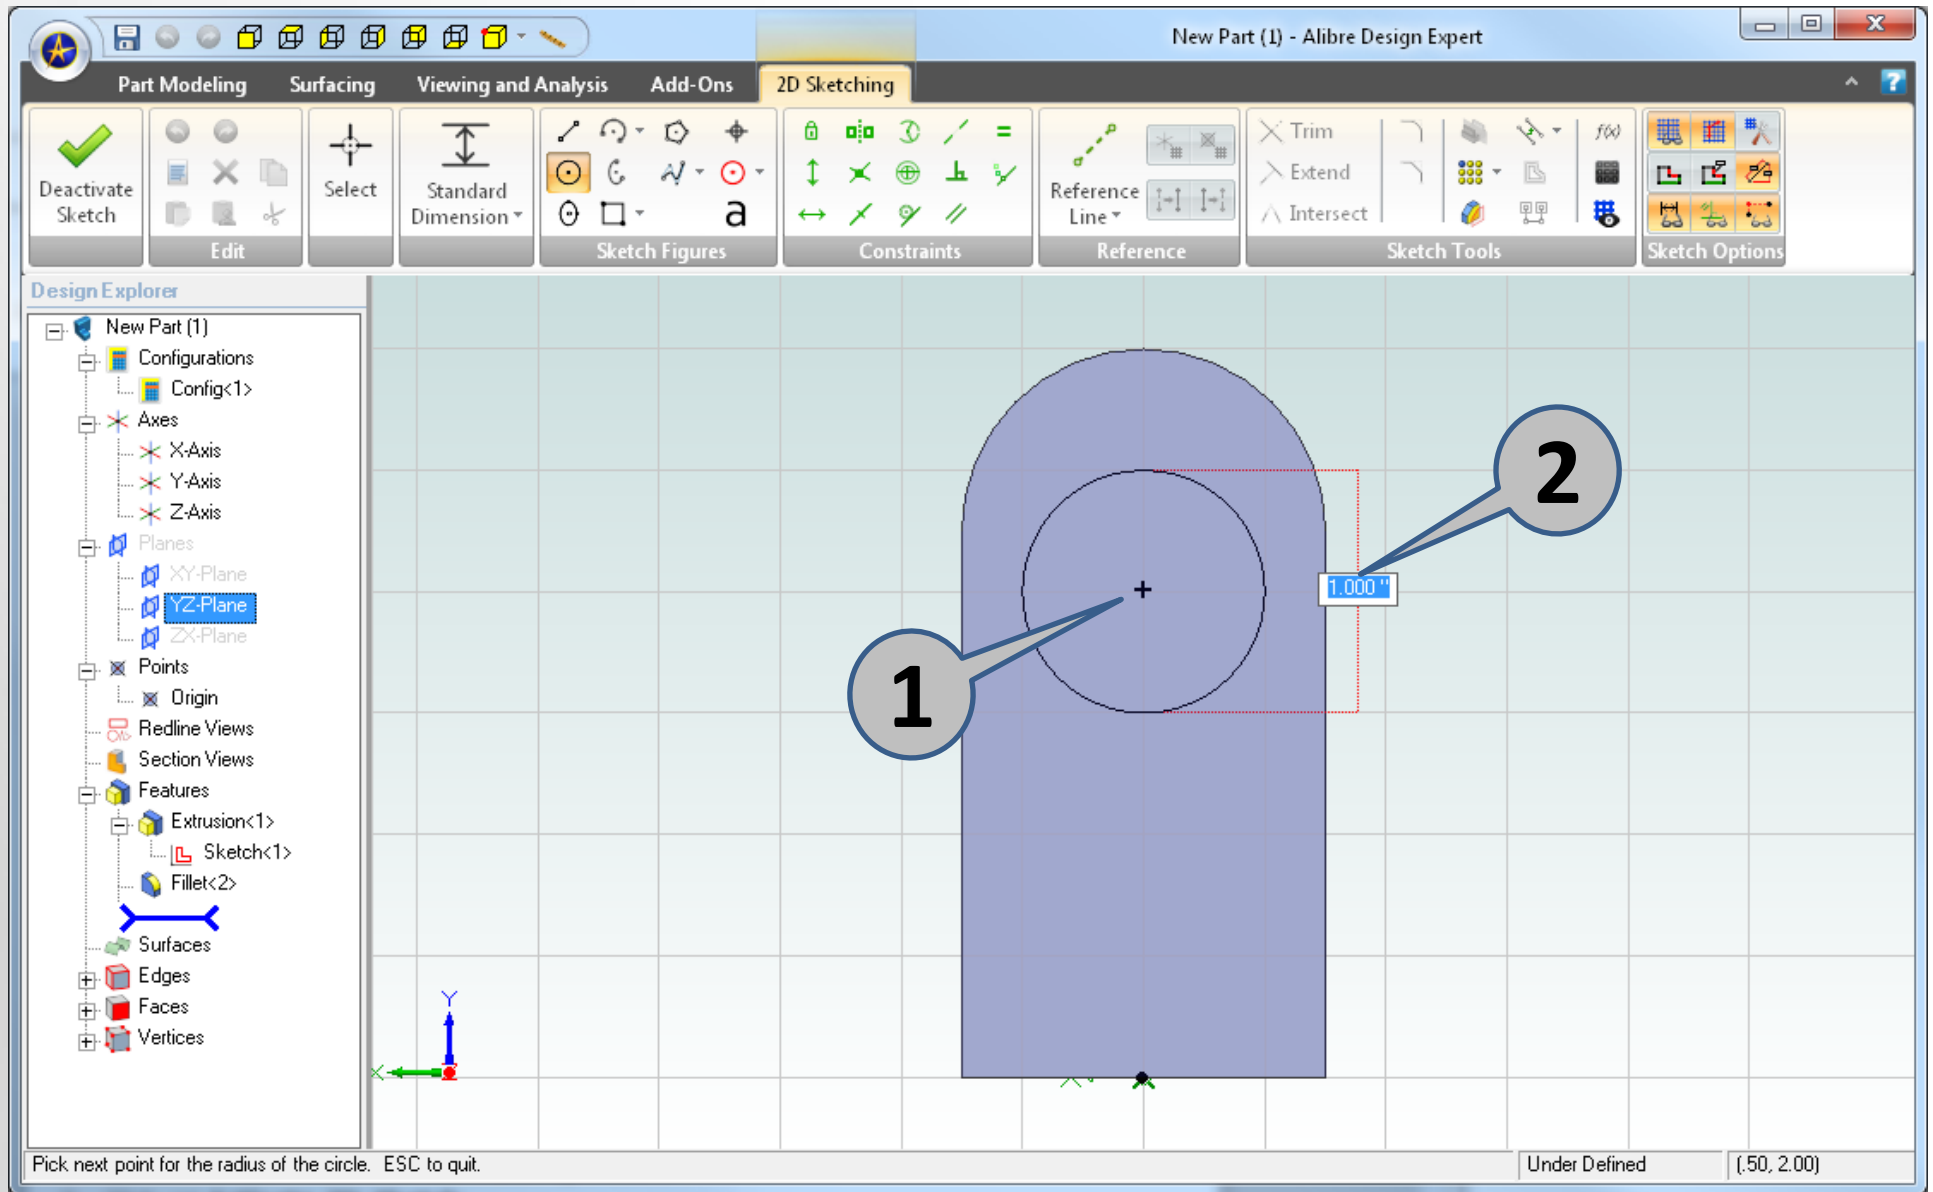 New Part (1) - Alibre Design Expert
Part Modeling Surfacing Viewing and Analysis Add-Ons 2D Sketching
Deactivate Sketch
Edit
Select
Standard Dimension
a
Sketch Figures
Constraints
Reference Line
Reference
Trim
Extend
Intersect
f(x)
Sketch Tools
Sketch Options
Design Explorer
New Part (1)
Configurations
Config<1>
Axes
X-Axis
Y-Axis
Z-Axis
Planes
XY-Plane
YZ-Plane
ZX-Plane
Points
Origin
Redline Views
Section Views
Features
Extrusion<1>
Sketch<1>
Fillet<2>
Surfaces
Edges
Faces
Vertices
2
1.000 "
1
Y
X
Z
Pick next point for the radius of the circle. ESC to quit.
Under Defined
(.50, 2.00)